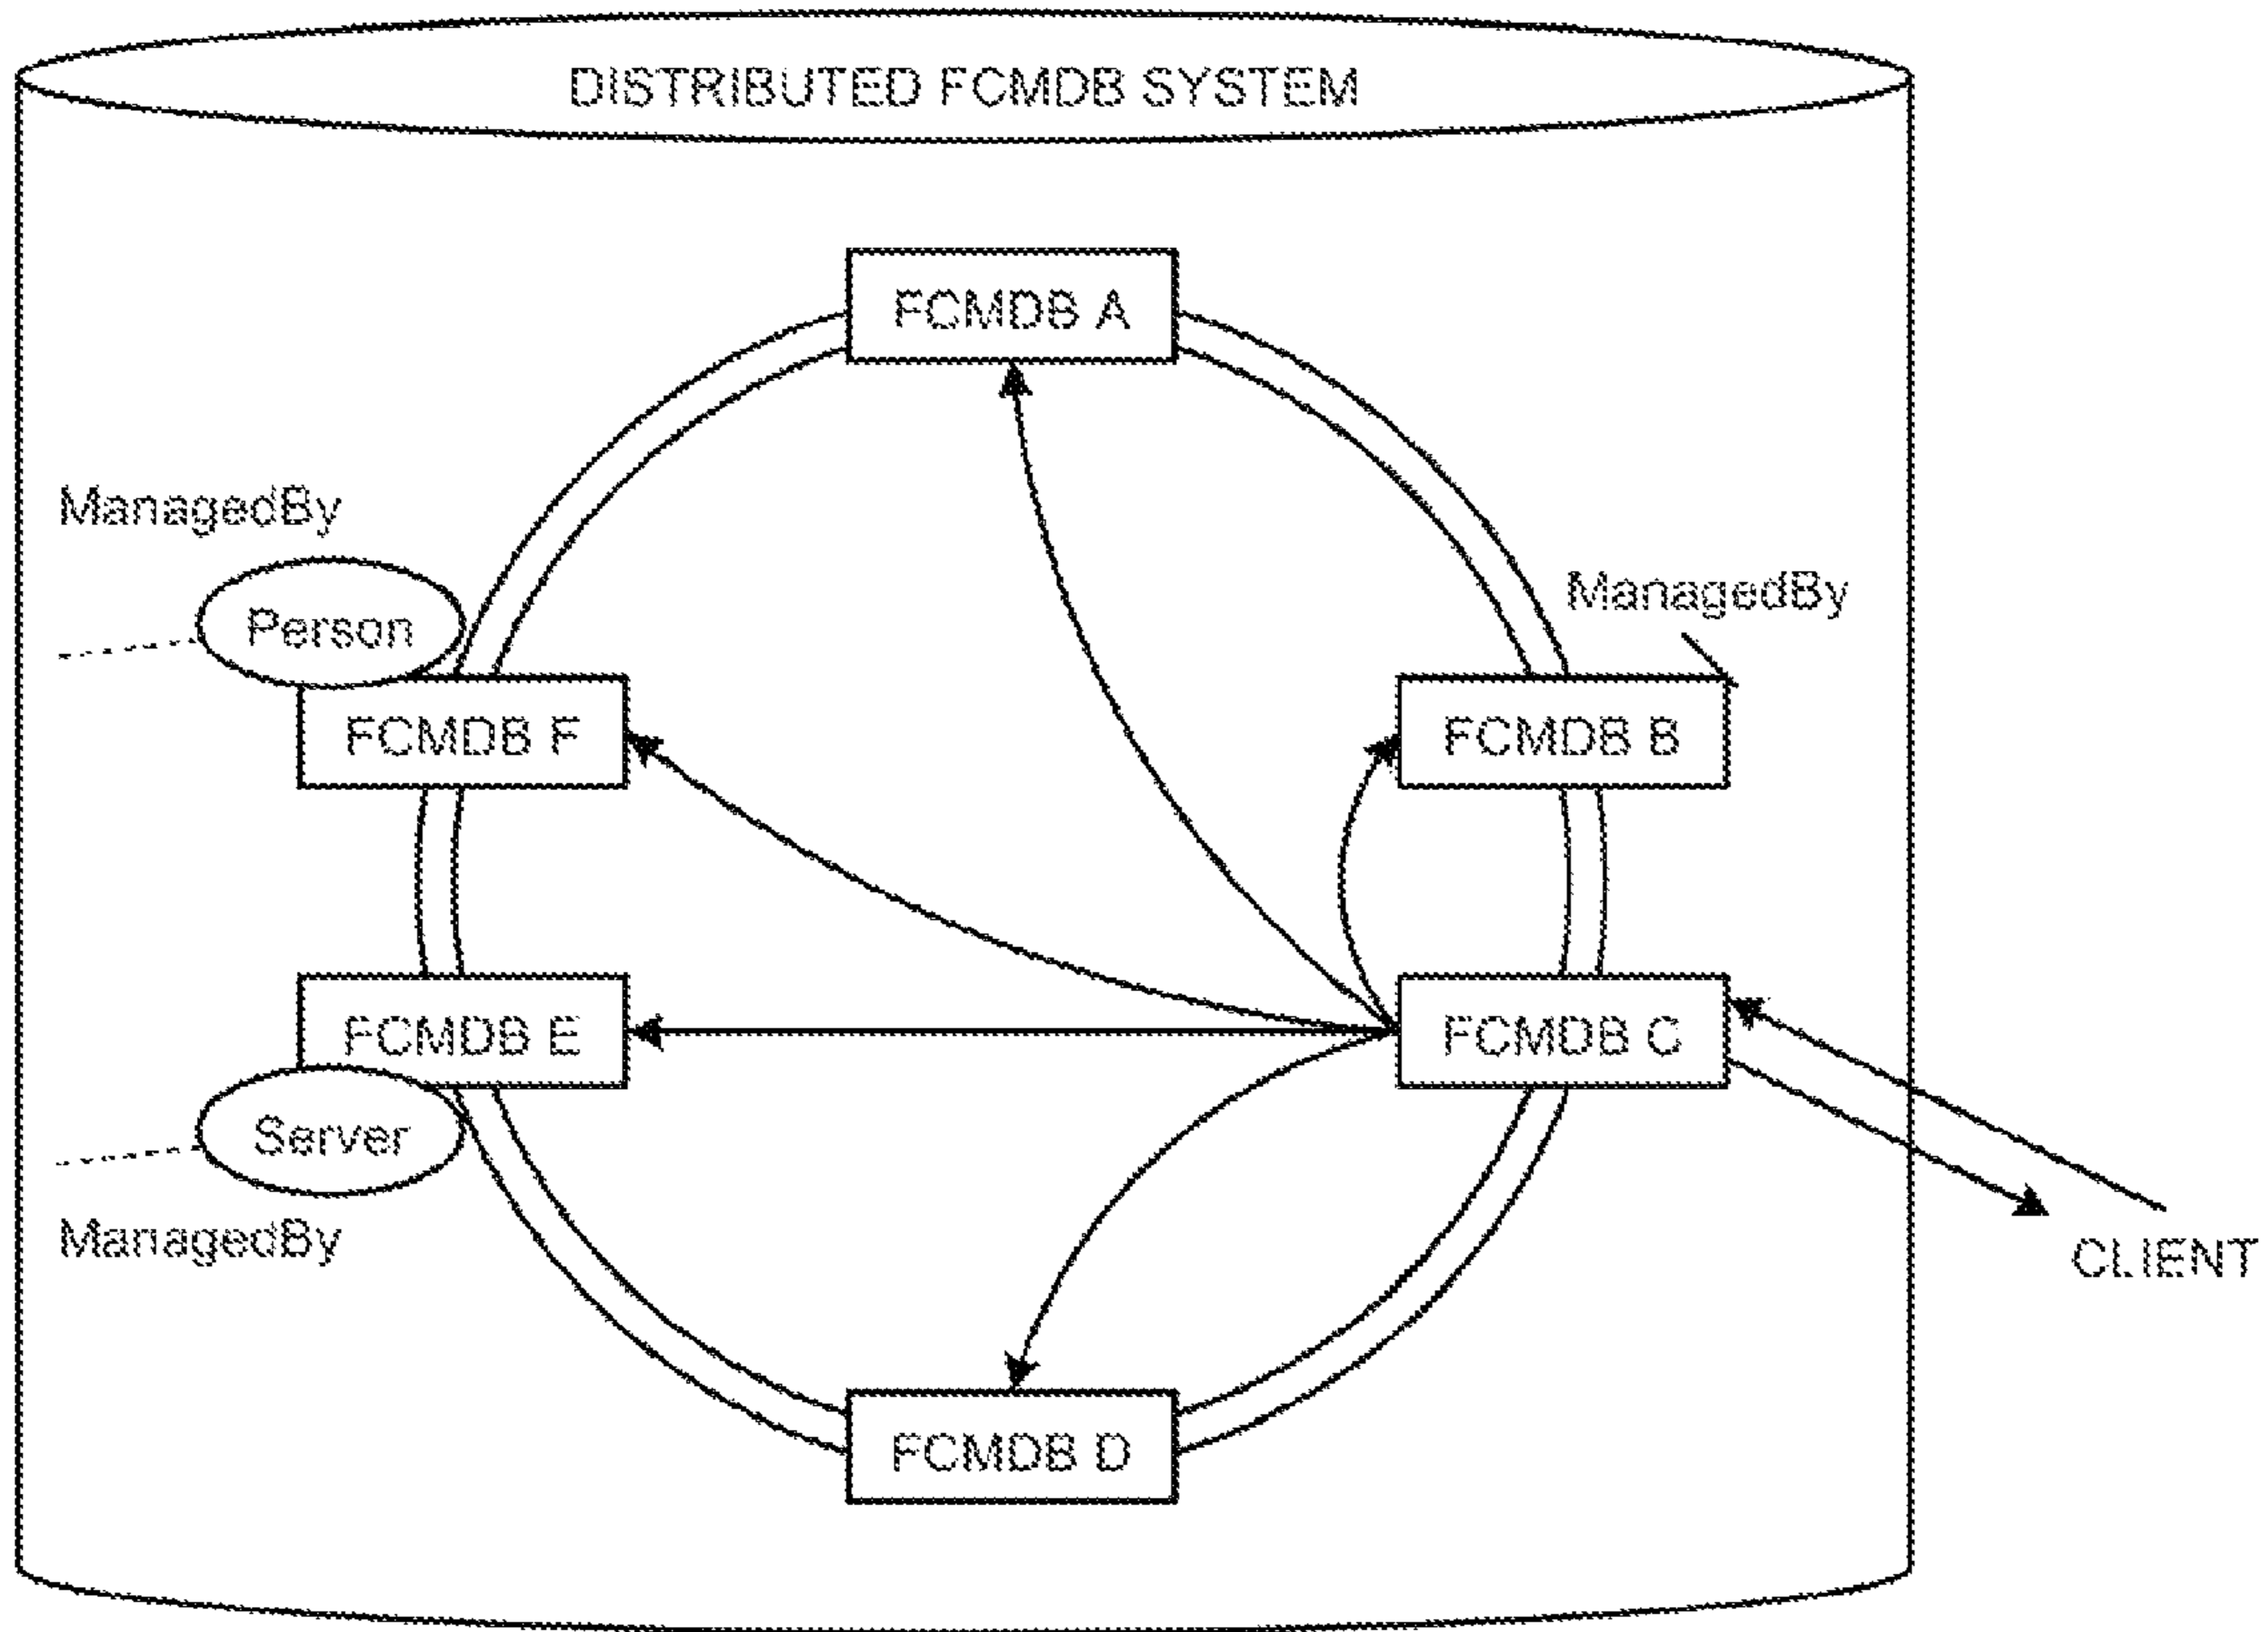 DISTRIBUTED FCMDB SYSTEM
FCMDB A
ManagedBy
Person
ManagedBy
FCMDB F
FCMDB B
FCMDB E
FCMDB C
Server
ManagedBy
CLIENT
FCMDB D